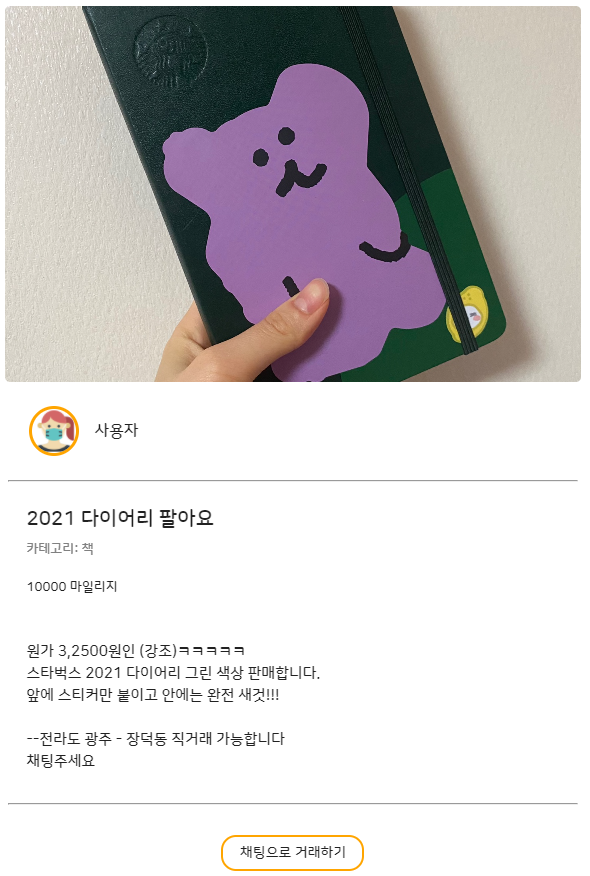 사용자
2021 다이어리 팔아요
카테고리: 책
10000 마일리지
원가 3,2500원인 (강조)ㅋㅋㅋㅋㅋ
스타벅스 2021 다이어리 그린 색상 판매합니다.
앞에 스티커만 붙이고 안에는 완전 새것!!!
--전라도 광주 - 장덕동 직거래 가능합니다
채팅주세요
채팅으로 거래하기